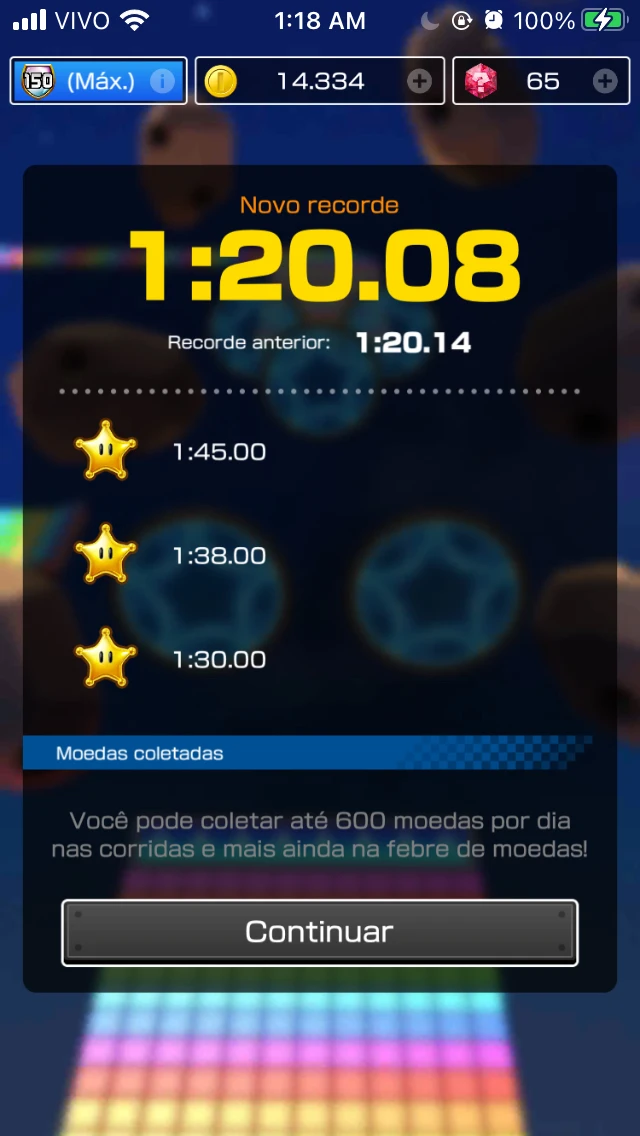 VIVO 1:18 AM 100%
150 (Máx.) i 14.334 + ? 65 +
Novo recorde
1:20.08
Recorde anterior: 1:20.14
1:45.00
1:38.00
1:30.00
Moedas coletadas
Você pode coletar até 600 moedas por dia
nas corridas e mais ainda na febre de moedas!
Continuar